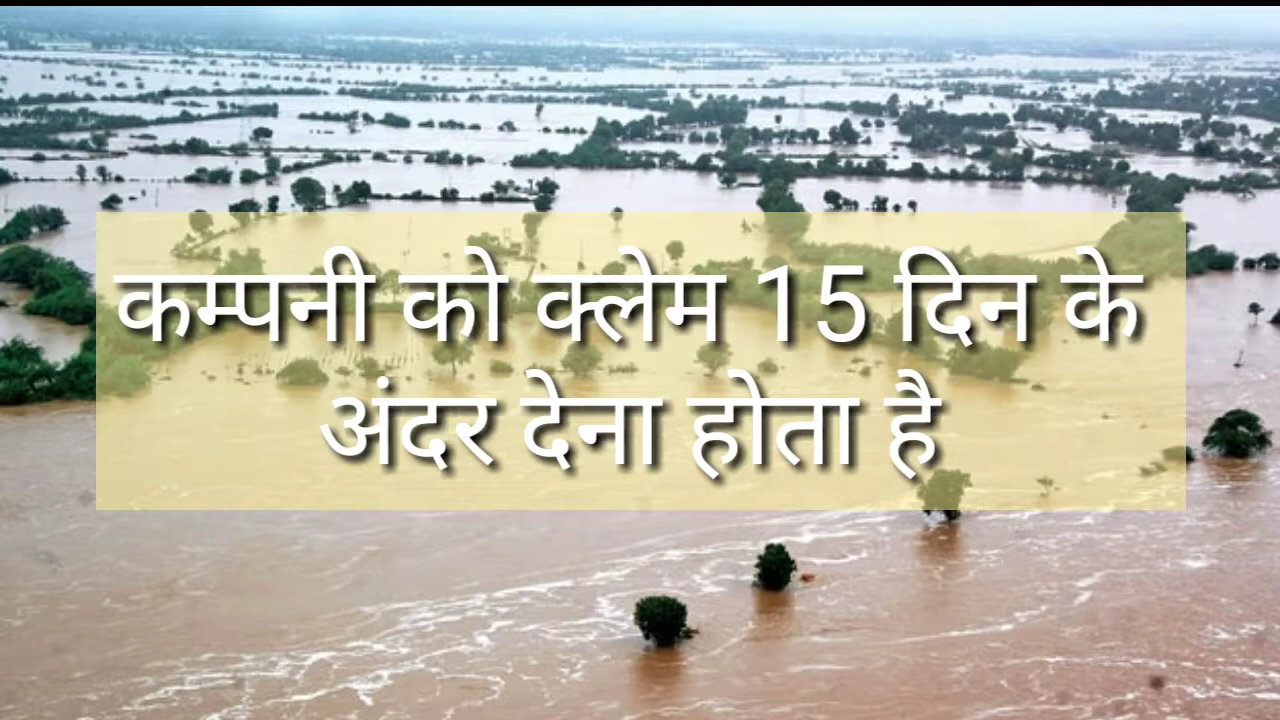 कम्पनी को क्लेम 15 दिन के
अंदर देना होता है